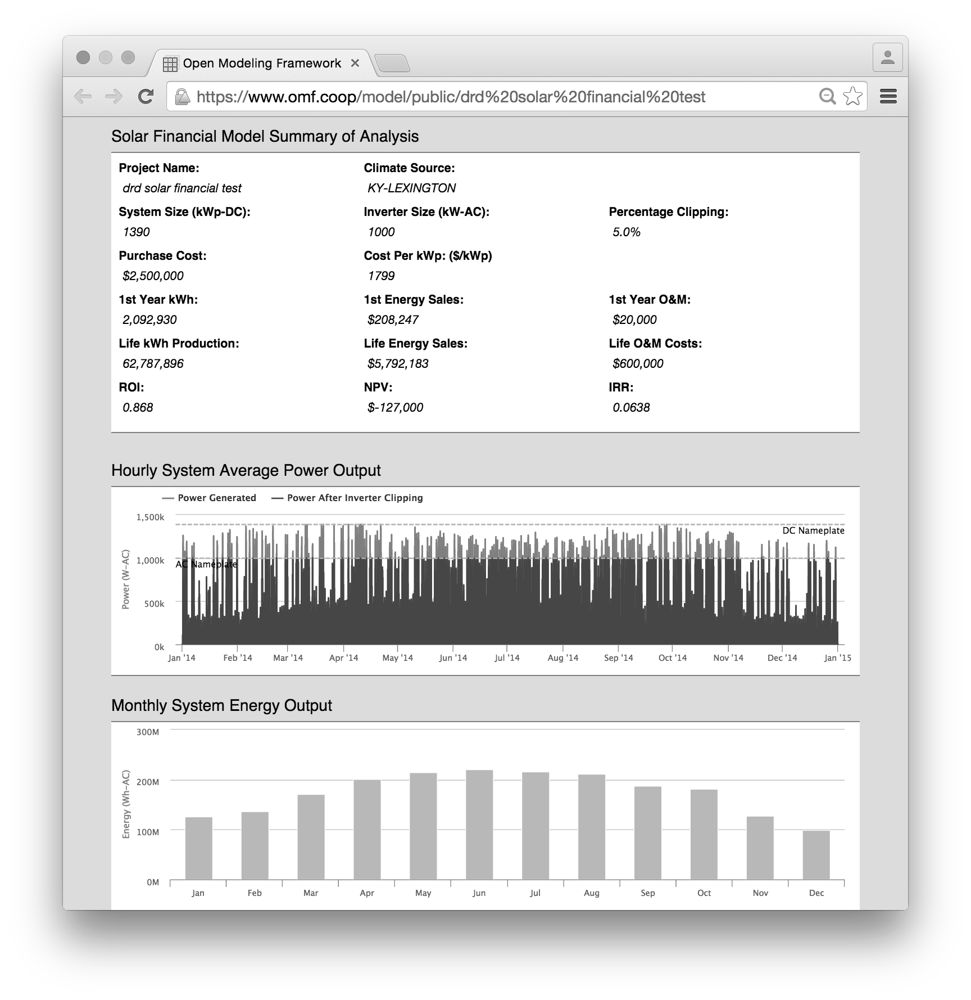 Open Modeling Framework
https://www.omf.coop/model/public/drd%20solar%20financial%20test
Solar Financial Model Summary of Analysis
Project Name: Climate Source:
drd solar financial test KY-LEXINGTON
System Size (kWp-DC): Inverter Size (kW-AC): Percentage Clipping:
1390 1000 5.0%
Purchase Cost: Cost Per kWp: ($/kWp)
$2,500,000 1799
1st Year kWh: 1st Energy Sales: 1st Year O&M:
2,092,930 $208,247 $20,000
Life kWh Production: Life Energy Sales: Life O&M Costs:
62,787,896 $5,792,183 $600,000
ROI: NPV: IRR:
0.868 $-127,000 0.0638
Hourly System Average Power Output
Power Generated Power After Inverter Clipping
1,500k
DC Nameplate
1,000k
AC Nameplate
Power (W-AC)
500k
0k
Jan '14 Feb '14 Mar '14 Apr '14 May '14 Jun '14 Jul '14 Aug '14 Sep '14 Oct '14 Nov '14 Dec '14 Jan '15
Monthly System Energy Output
300M
200M
Energy (Wh-AC)
100M
0M
Jan Feb Mar Apr May Jun Jul Aug Sep Oct Nov Dec